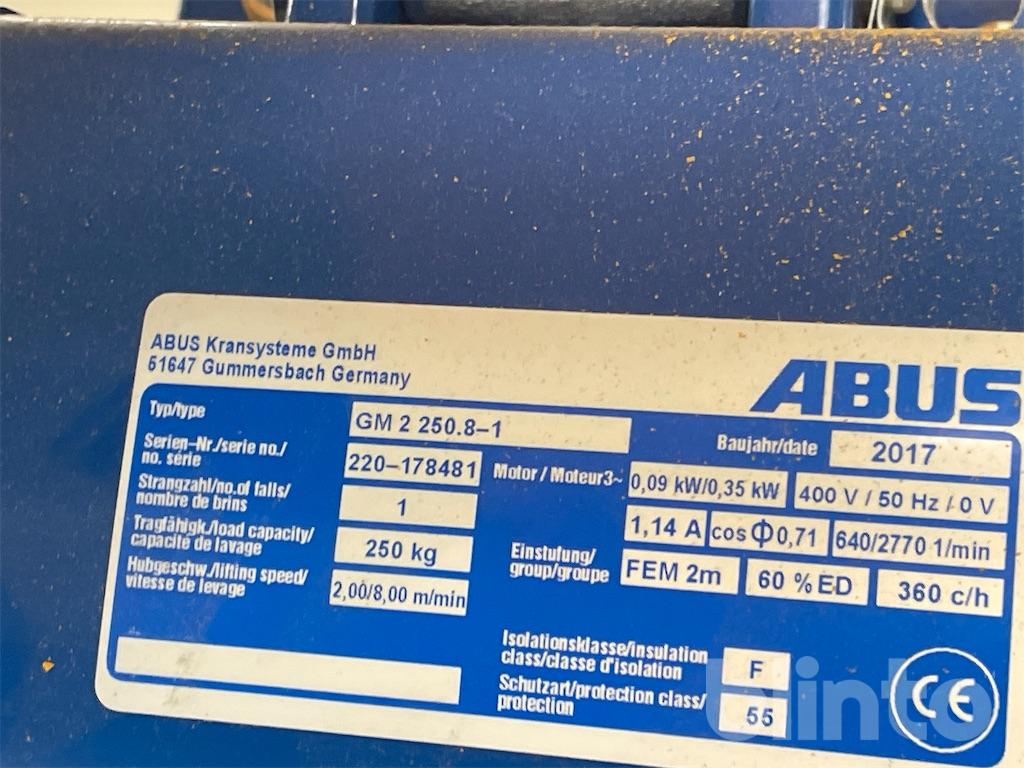 ABUS Kransysteme GmbH
51647 Gummersbach Germany
ABUS
Typ/type
GM 2 250.8-1
Baujahr/date
2017
Serien-Nr./serie no./
no. serie
220-178481
Motor / Moteur3~
0,09 kW/0,35 kW
400 V / 50 Hz / 0 V
Strangzahl/no.of falls/
nombre de brins
1
1,14 A
cos Φ 0,71
640/2770 1/min
Tragfähigk./load capacity/
capacite de lavage
250 kg
Einstufung/
group/groupe
FEM 2m
60 % ED
360 c/h
Hubgeschw./lifting speed/
vitesse de levage
2,00/8,00 m/min
Isolationsklasse/insulation
class/classe d'isolation
F
Schutzart/protection class/
protection
55
CE
blinto